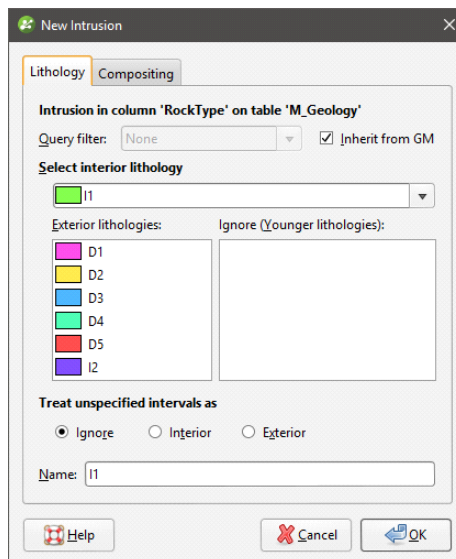 New Intrusion
Lithology Compositing
Intrusion in column 'RockType' on table 'M_Geology'
Query filter: None Inherit from GM
Select interior lithology
I1
Exterior lithologies: Ignore (Younger lithologies):
D1
D2
D3
D4
D5
I2
Treat unspecified intervals as
Ignore Interior Exterior
Name: I1
Help Cancel OK